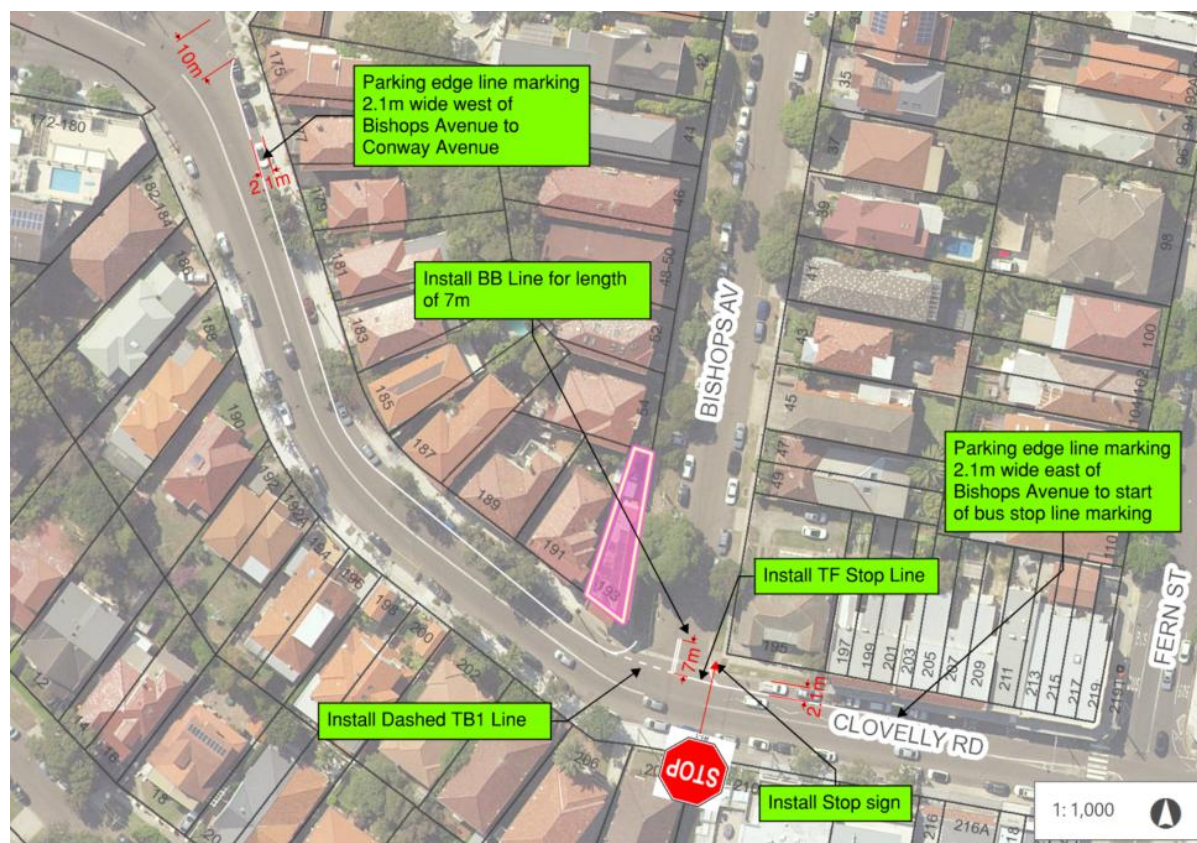 10m
Parking edge line marking
2.1m wide west of
Bishops Avenue to
Conway Avenue
2.1m
Install BB Line for length
of 7m
BISHOPS AV
Parking edge line marking
2.1m wide east of
Bishops Avenue to start
of bus stop line marking
Install TF Stop Line
7m
2.1m
Install Dashed TB1 Line
CLOVELLY RD
FERN ST
STOP
Install Stop sign
1: 1,000
172-180
182-184
186
188
190
192
192A
194
196
198
200
202
206
175
177
179
181
183
185
187
189
191
193
42
44
46
48-50
52
54
35
37
39
41
43
45
47
49
195
197
199
201
203
205
207
209
211
213
215
217
219
96
98
100
102
104
110
12
14
16
18
20
216
216A
18